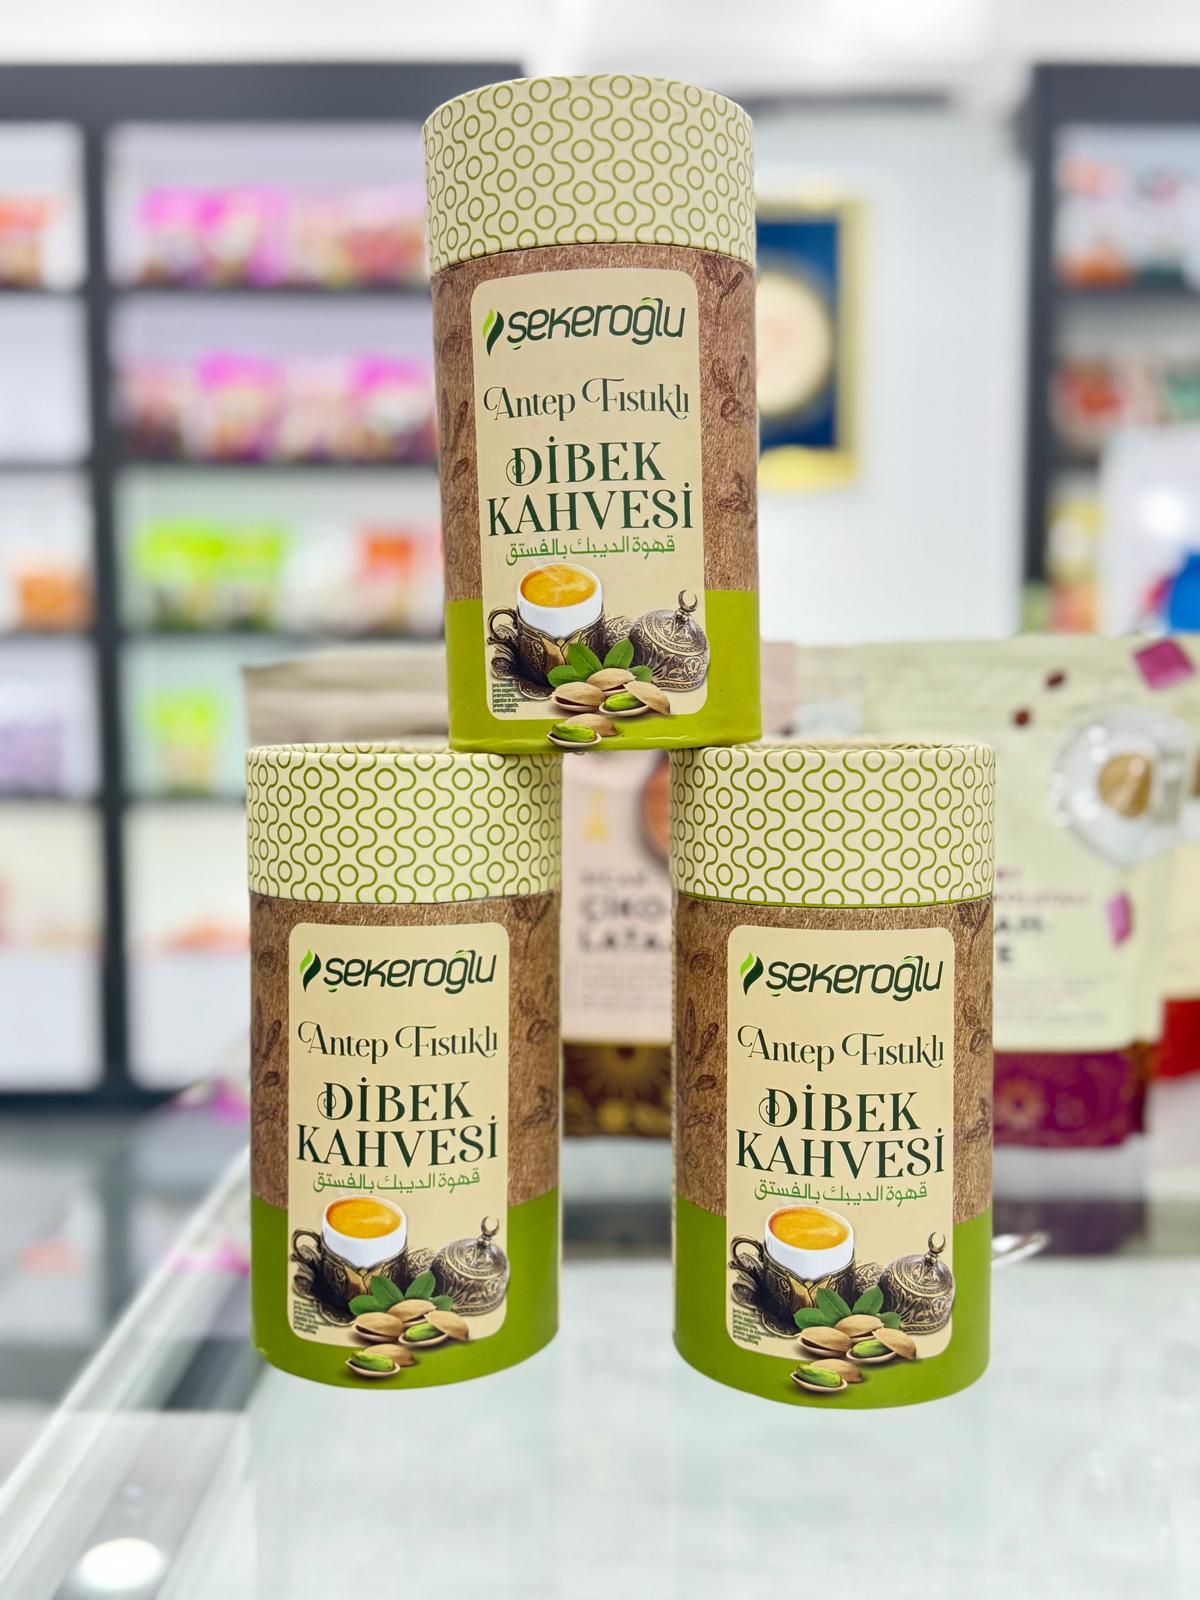 şekeroğlu
Antep Fıstıklı
DİBEK
KAHVESİ
قهوة الديبك بالفستق
şekeroğlu
Antep Fıstıklı
DİBEK
KAHVESİ
قهوة الديبك بالفستق
şekeroğlu
Antep Fıstıklı
DİBEK
KAHVESİ
قهوة الديبك بالفستق